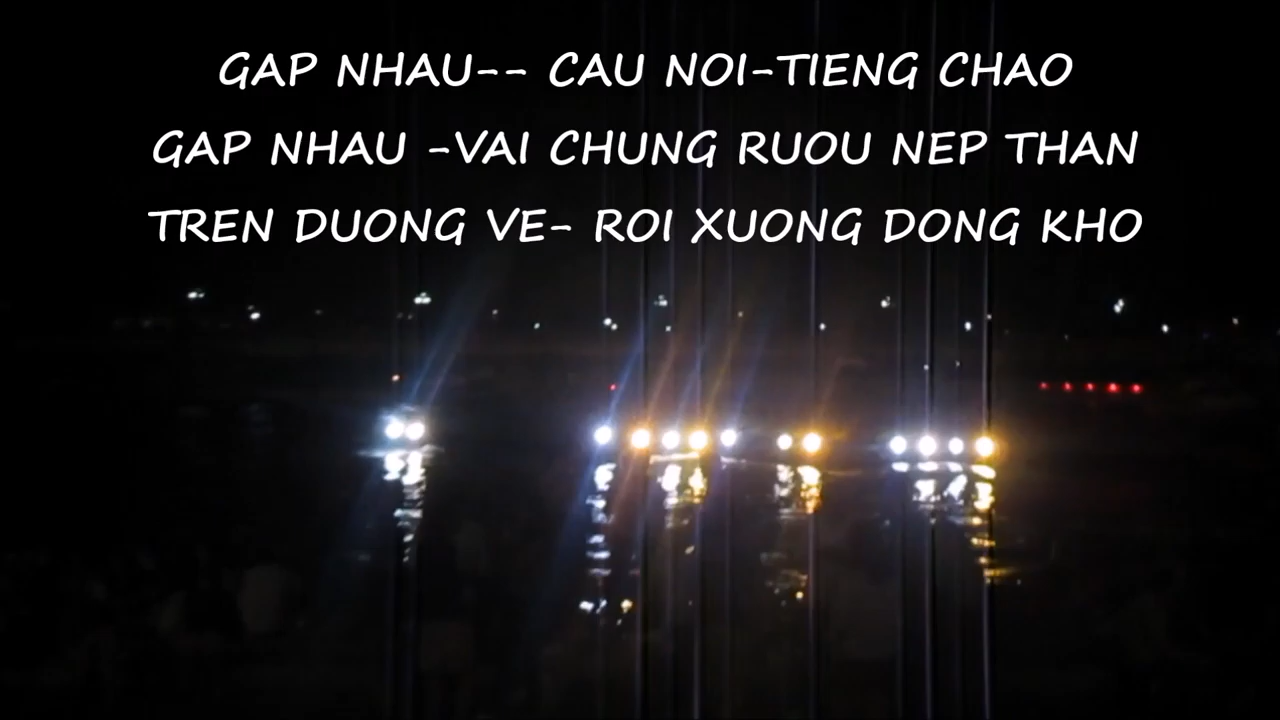 GAP NHAU-- CAU NOI-TIENG CHAO
GAP NHAU -VAI CHUNG RUOU NEP THAN
TREN DUONG VE- ROI XUONG DONG KHO